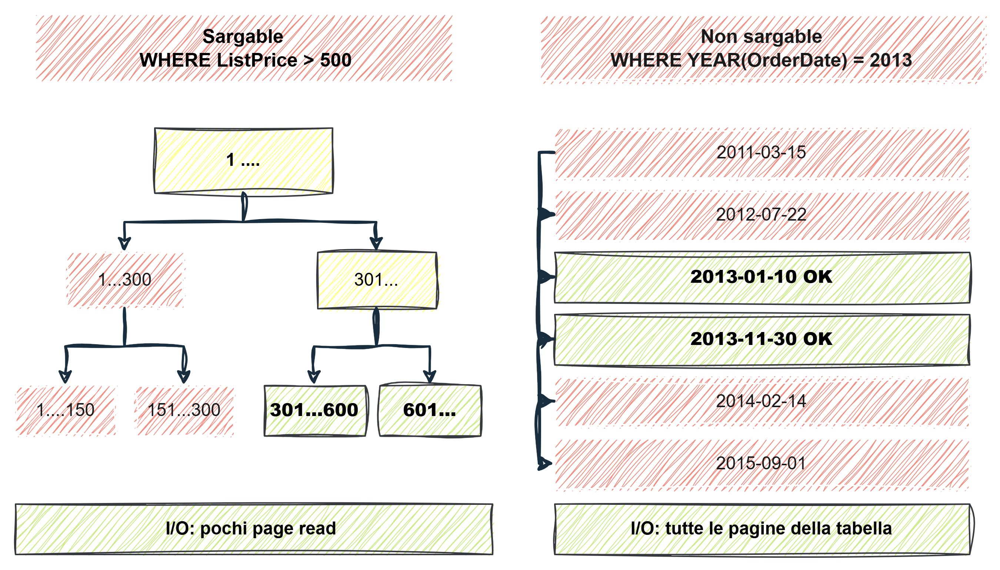 Sargable
WHERE ListPrice > 500
1 ....
1...300
301...
1....150
151...300
301...600
601...
I/O: pochi page read
Non sargable
WHERE YEAR(OrderDate) = 2013
2011-03-15
2012-07-22
2013-01-10 OK
2013-11-30 OK
2014-02-14
2015-09-01
I/O: tutte le pagine della tabella